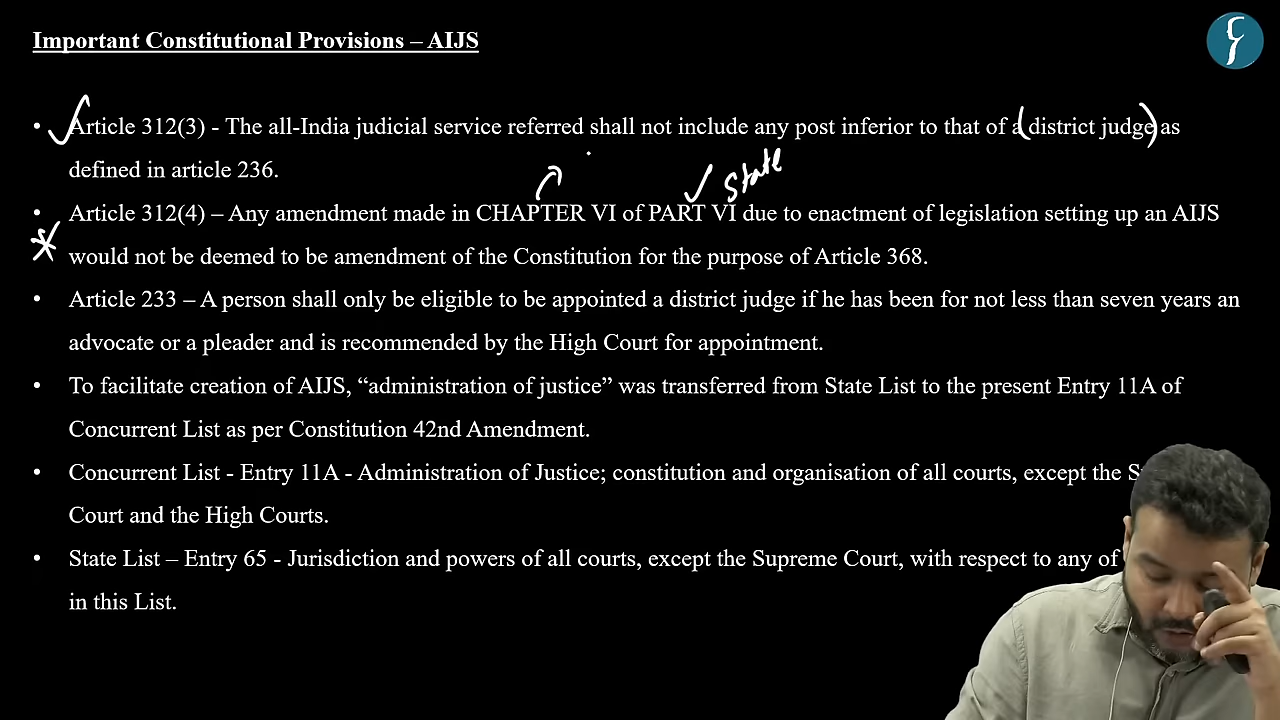 Important Constitutional Provisions – AIJS
• Article 312(3) - The all-India judicial service referred shall not include any post inferior to that of a (district judge) as
defined in article 236.
State
• Article 312(4) – Any amendment made in CHAPTER VI of PART VI due to enactment of legislation setting up an AIJS
would not be deemed to be amendment of the Constitution for the purpose of Article 368.
• Article 233 – A person shall only be eligible to be appointed a district judge if he has been for not less than seven years an
advocate or a pleader and is recommended by the High Court for appointment.
• To facilitate creation of AIJS, “administration of justice” was transferred from State List to the present Entry 11A of
Concurrent List as per Constitution 42nd Amendment.
• Concurrent List - Entry 11A - Administration of Justice; constitution and organisation of all courts, except the
Court and the High Courts.
• State List – Entry 65 - Jurisdiction and powers of all courts, except the Supreme Court, with respect to any of
in this List.